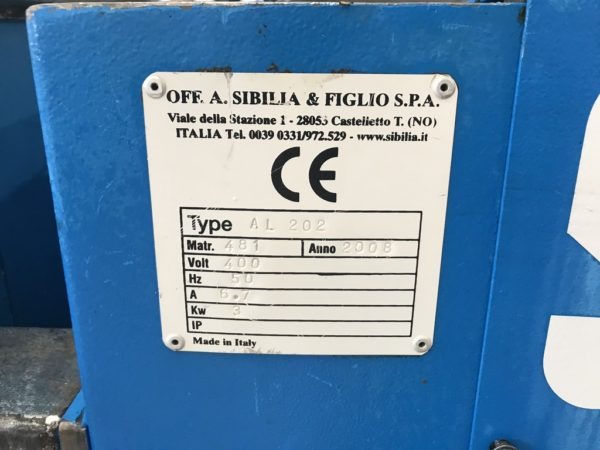 OFF. A. SIBILIA & FIGLIO S.P.A.
Viale della Stazione 1 - 28053 Castelletto T. (NO)
ITALIA Tel. 0039 0331/972.529 - www.sibilia.it
CE
Type AL 202
Matr. 481 Anno 2008
Volt 400
Hz 50
A 6.7
Kw 3
IP
Made in Italy